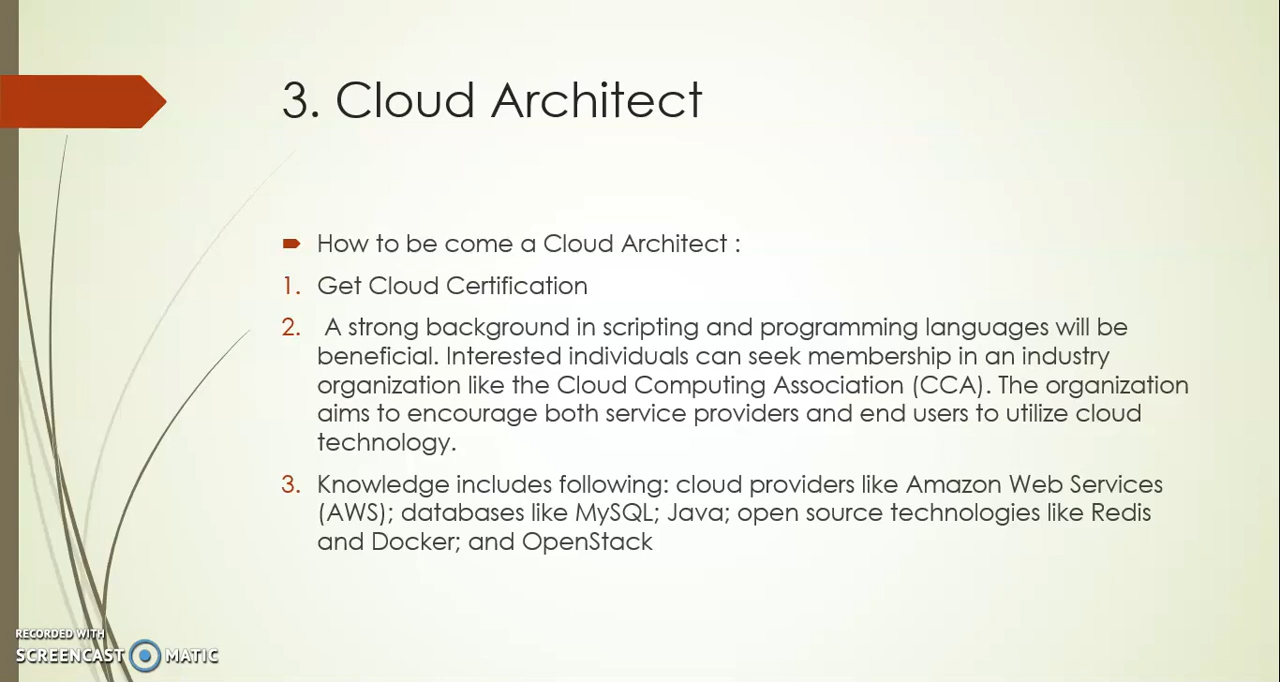 3. Cloud Architect
How to be come a Cloud Architect :
1. Get Cloud Certification
2. A strong background in scripting and programming languages will be
beneficial. Interested individuals can seek membership in an industry
organization like the Cloud Computing Association (CCA). The organization
aims to encourage both service providers and end users to utilize cloud
technology.
3. Knowledge includes following: cloud providers like Amazon Web Services
(AWS); databases like MySQL; Java; open source technologies like Redis
and Docker; and OpenStack
RECORDED WITH
SCREENCAST MATIC